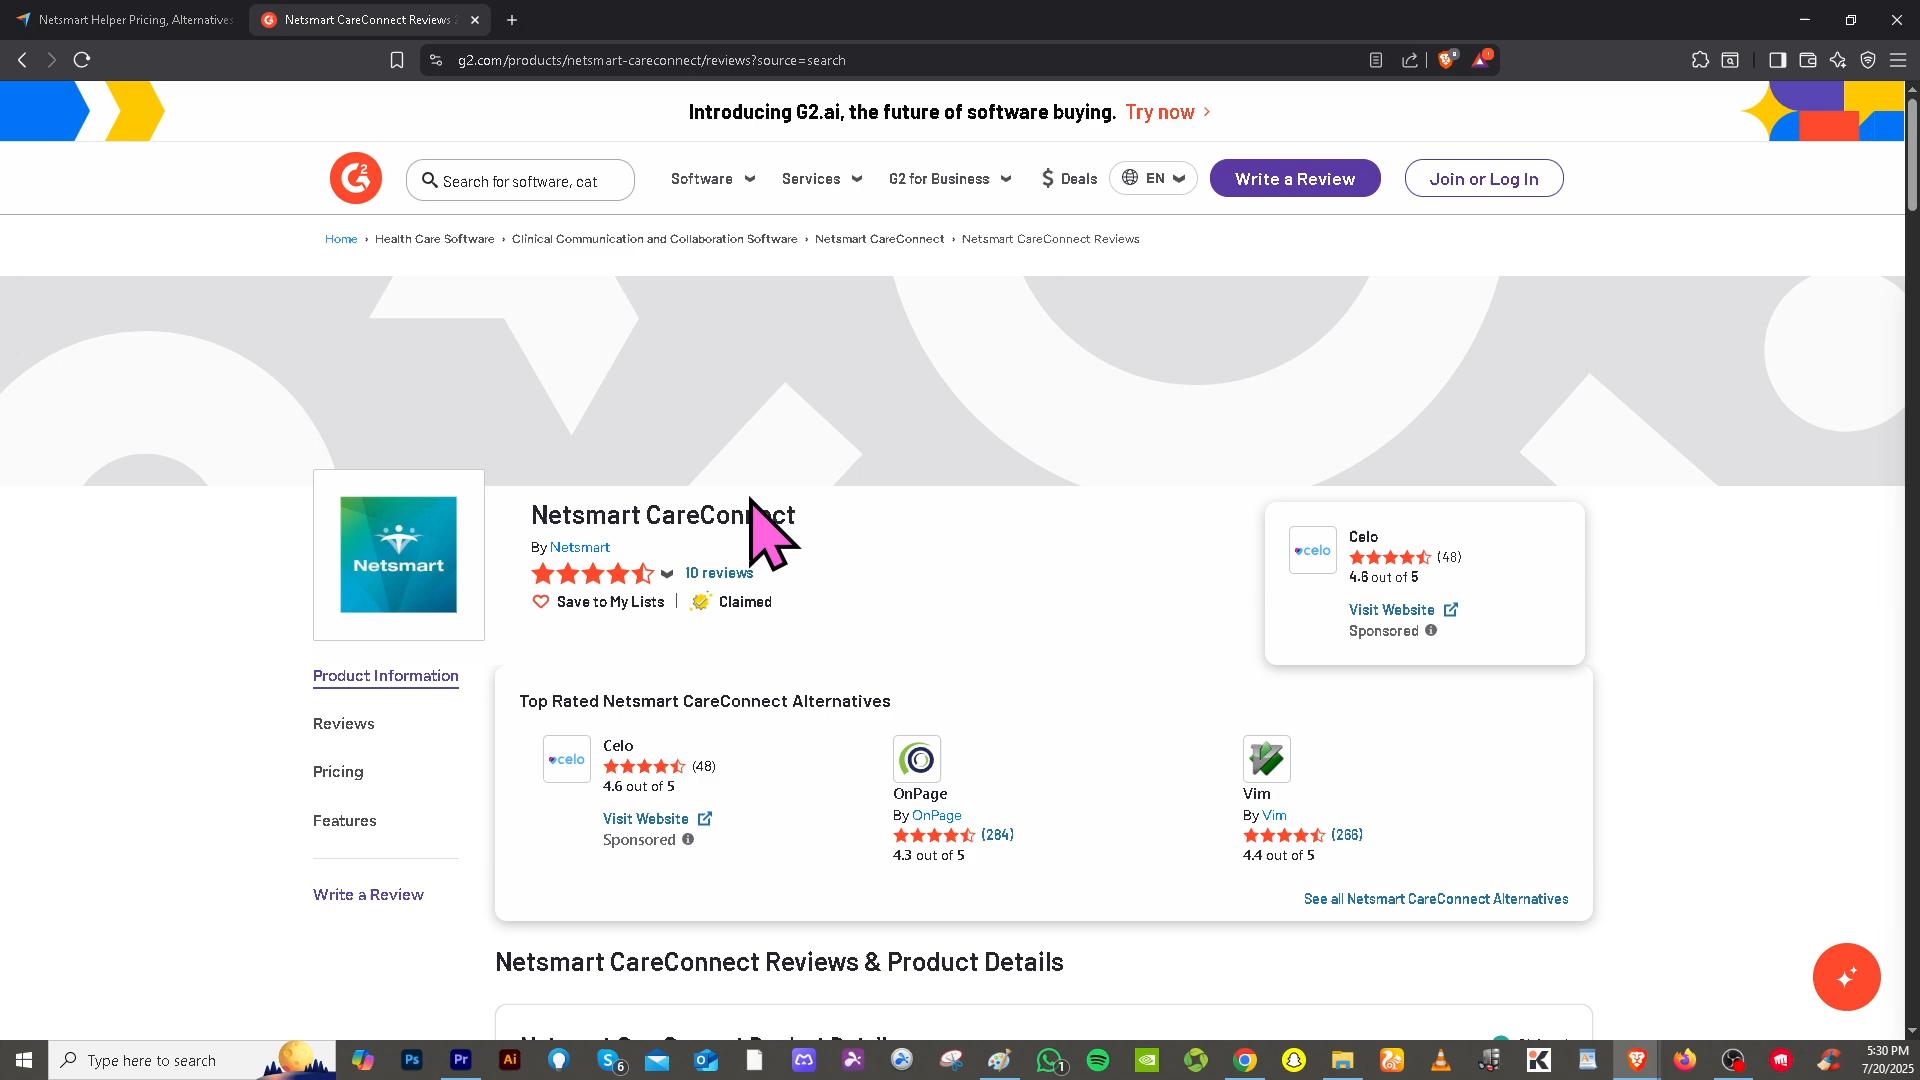 Netsmart Helper Pricing, Alternatives
Netsmart CareConnect Reviews
g2.com/products/netsmart-careconnect/reviews?source=search
Introducing G2.ai, the future of software buying. Try now
Search for software, cat
Software
Services
G2 for Business
$ Deals
EN
Write a Review
Join or Log In
Home › Health Care Software › Clinical Communication and Collaboration Software › Netsmart CareConnect › Netsmart CareConnect Reviews
Netsmart
Netsmart CareConnect
By Netsmart
10 reviews
Save to My Lists | Claimed
celo
Celo
(48)
4.6 out of 5
Visit Website
Sponsored
Product Information
Reviews
Pricing
Features
Write a Review
Top Rated Netsmart CareConnect Alternatives
celo
Celo
(48)
4.6 out of 5
Visit Website
Sponsored
OnPage
By OnPage
(284)
4.3 out of 5
Vim
By Vim
(266)
4.4 out of 5
See all Netsmart CareConnect Alternatives
Netsmart CareConnect Reviews & Product Details
Type here to search
Ps
Pr
Ai
6
1
5:30 PM
7/20/2025